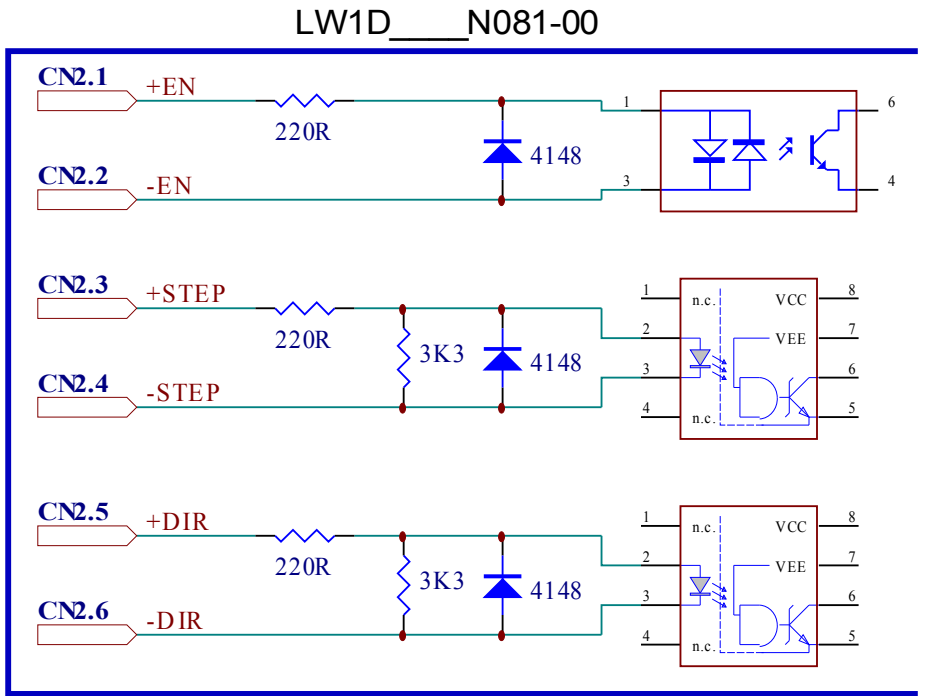 LW1D____N081-00
CN2.1
+EN
220R
4148
1
6
CN2.2
-EN
3
4
CN2.3
+STEP
220R
3K3
4148
1
n.c.
VCC
8
2
VEE
7
3
6
4
n.c.
5
CN2.4
-STEP
CN2.5
+DIR
220R
3K3
4148
1
n.c.
VCC
8
2
VEE
7
3
6
4
n.c.
5
CN2.6
-DIR